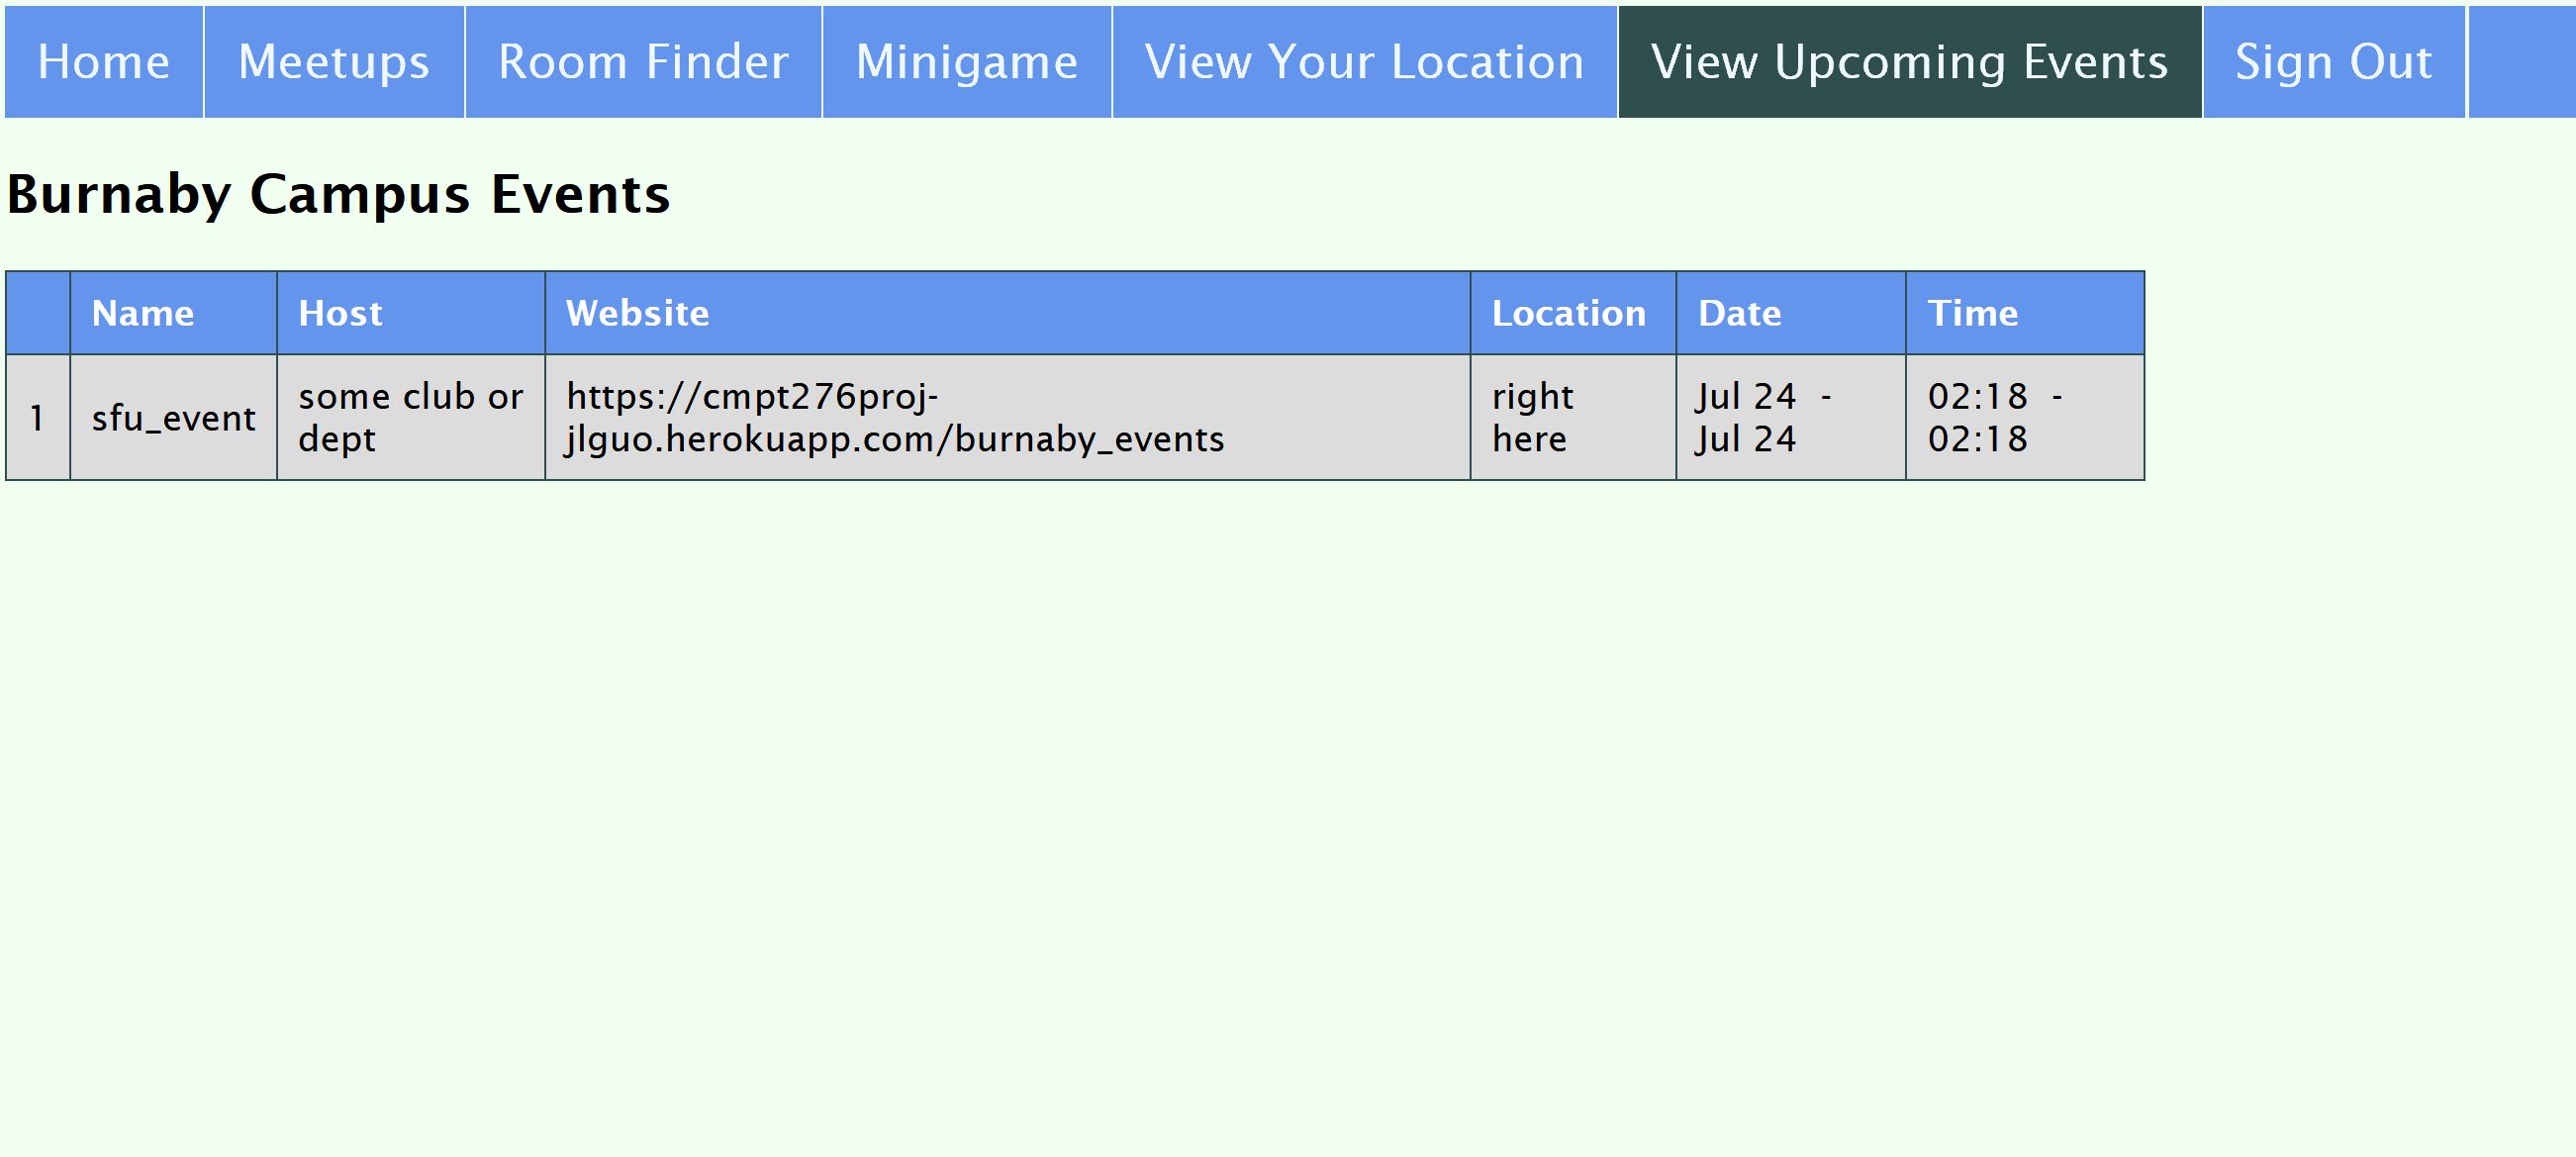 Home Meetups Room Finder Minigame View Your Location View Upcoming Events Sign Out
Burnaby Campus Events
Name Host Website Location Date Time
1 sfu_event some club or dept https://cmpt276proj-jlguo.herokuapp.com/burnaby_events right here Jul 24 - Jul 24 02:18 - 02:18